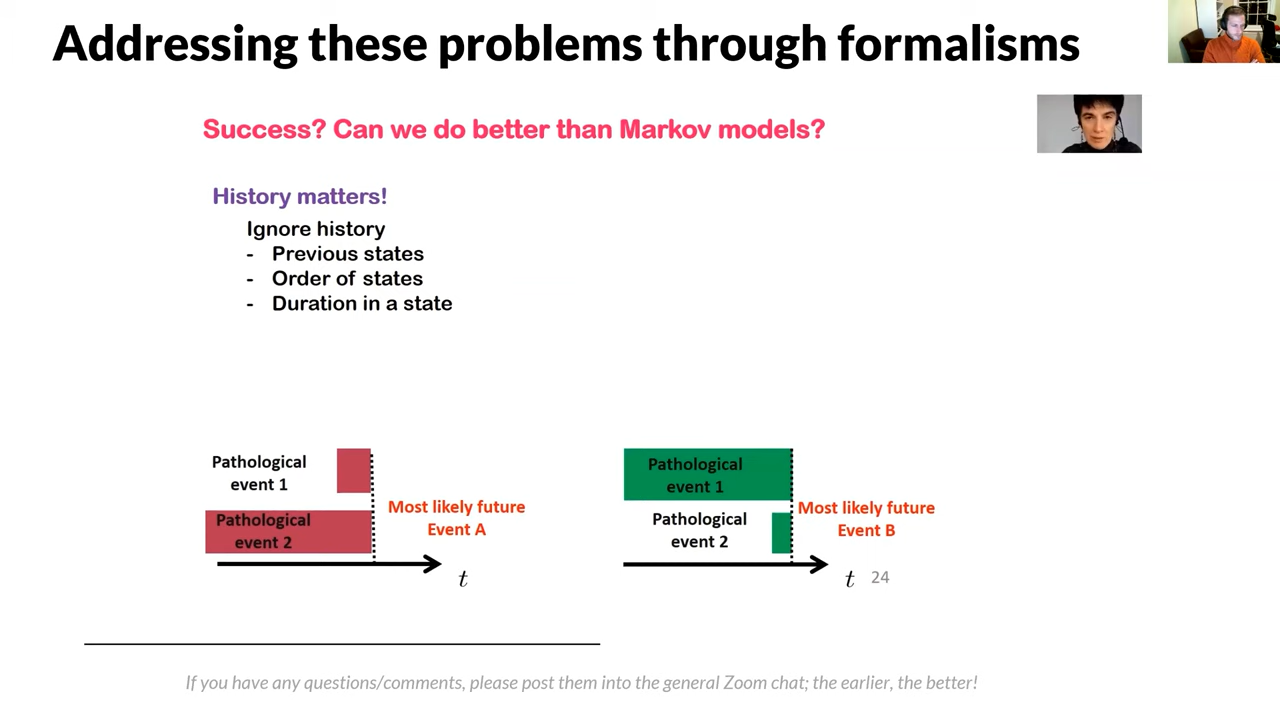 Addressing these problems through formalisms
Success? Can we do better than Markov models?
History matters!
Ignore history
- Previous states
- Order of states
- Duration in a state
Pathological
event 1
Pathological
event 2
Most likely future
Event A
t
Pathological
event 1
Pathological
event 2
Most likely future
Event B
t
24
If you have any questions/comments, please post them into the general Zoom chat; the earlier, the better!